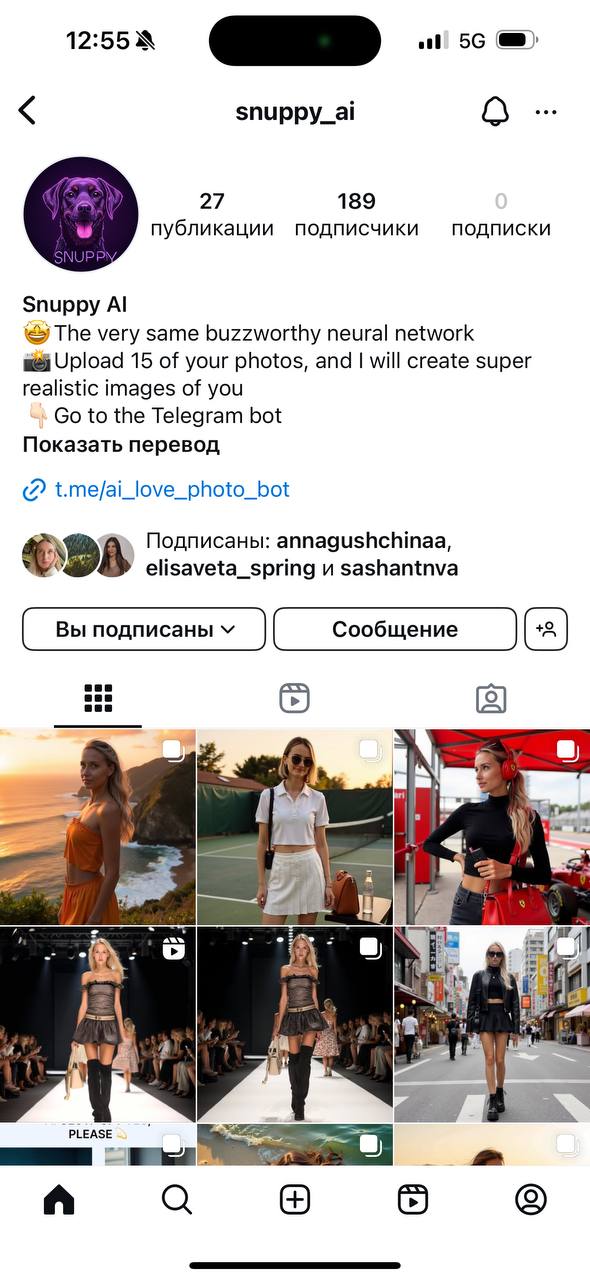 12:55
5G
snuppy_ai
27
189
0
публикации
подписчики
подписки
SNUPPY
Snuppy AI
🤩The very same buzzworthy neural network
📸Upload 15 of your photos, and I will create super
realistic images of you
👇🏻Go to the Telegram bot
Показать перевод
t.me/ai_love_photo_bot
Подписаны: annagushchinaa,
elisaveta_spring и sashantnva
Вы подписаны
Сообщение
PLEASE 💫